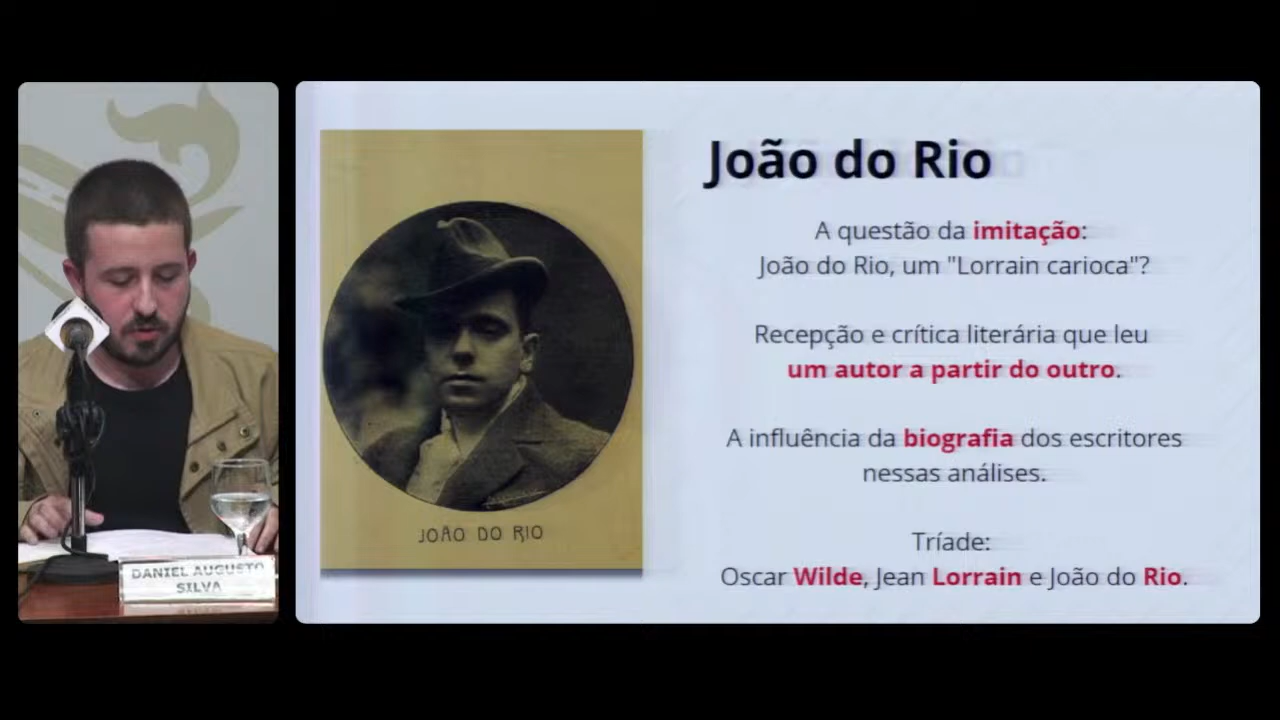 DANIEL AUGUSTO
SILVA
JOÃO DO RIO
João do Rio
A questão da imitação:
João do Rio, um "Lorrain carioca"?
Recepção e crítica literária que leu
um autor a partir do outro.
A influência da biografia dos escritores
nessas análises.
Tríade:
Oscar Wilde, Jean Lorrain e João do Rio.